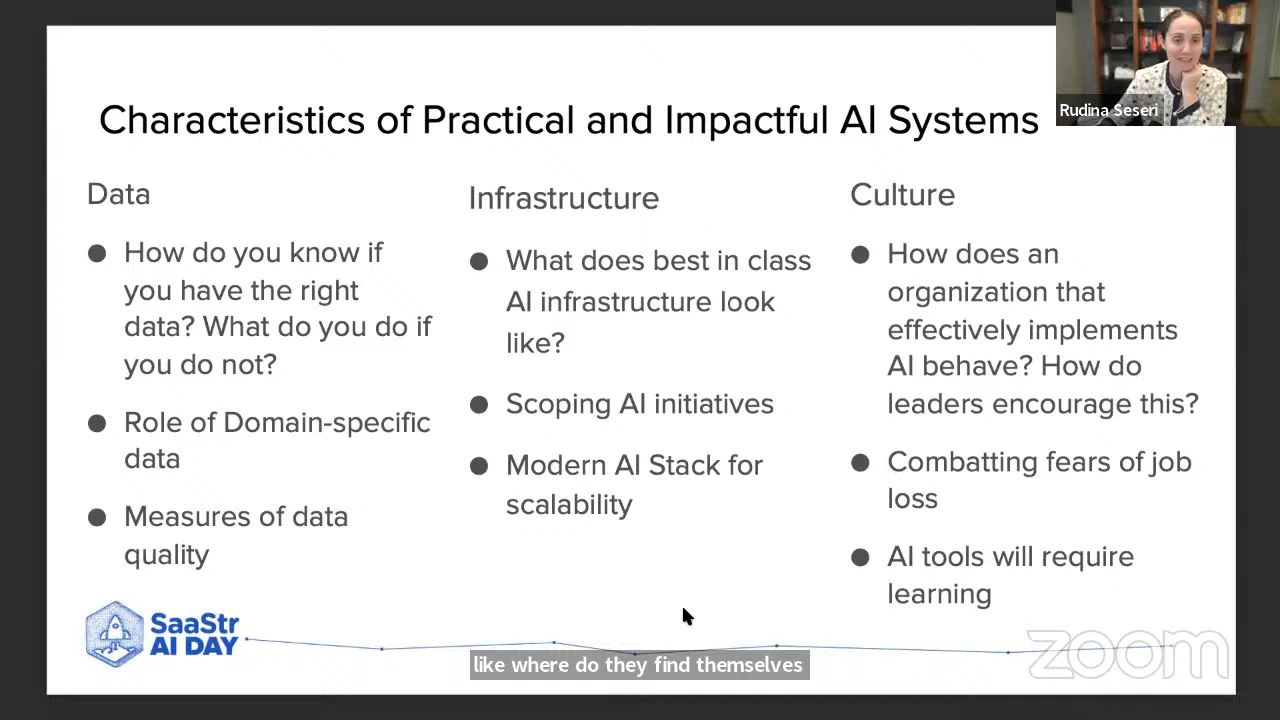 Rudina Seseri
Characteristics of Practical and Impactful AI Systems
Data
● How do you know if
you have the right
data? What do you do if
you do not?
● Role of Domain-specific
data
● Measures of data
quality
Infrastructure
● What does best in class
AI infrastructure look
like?
● Scoping AI initiatives
● Modern AI Stack for
scalability
Culture
● How does an
organization that
effectively implements
AI behave? How do
leaders encourage this?
● Combatting fears of job
loss
● AI tools will require
learning
SaaStr
AI DAY
like where do they find themselves
zoom